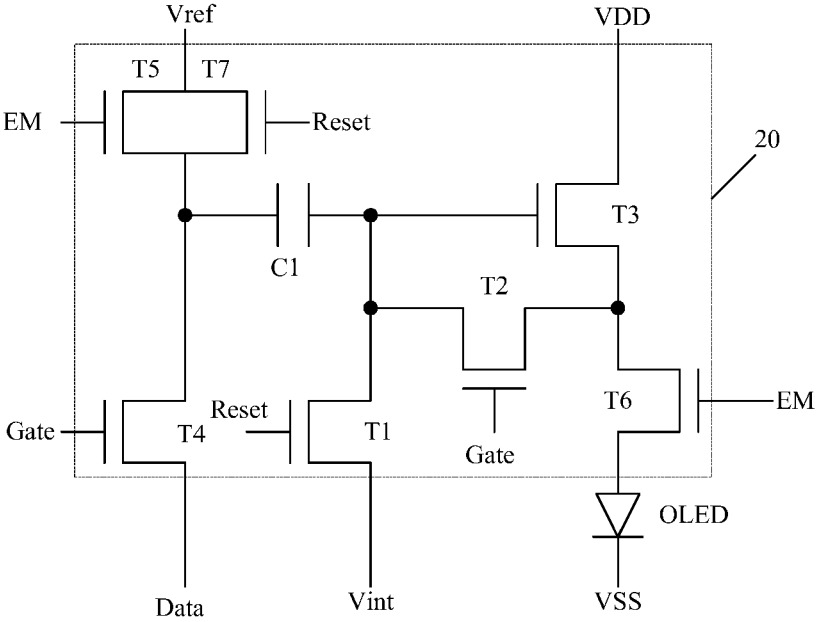 Vref
VDD
T5
T7
EM
Reset
20
T3
C1
T2
Reset
T6
EM
Gate
T4
T1
Gate
OLED
Data
Vint
VSS